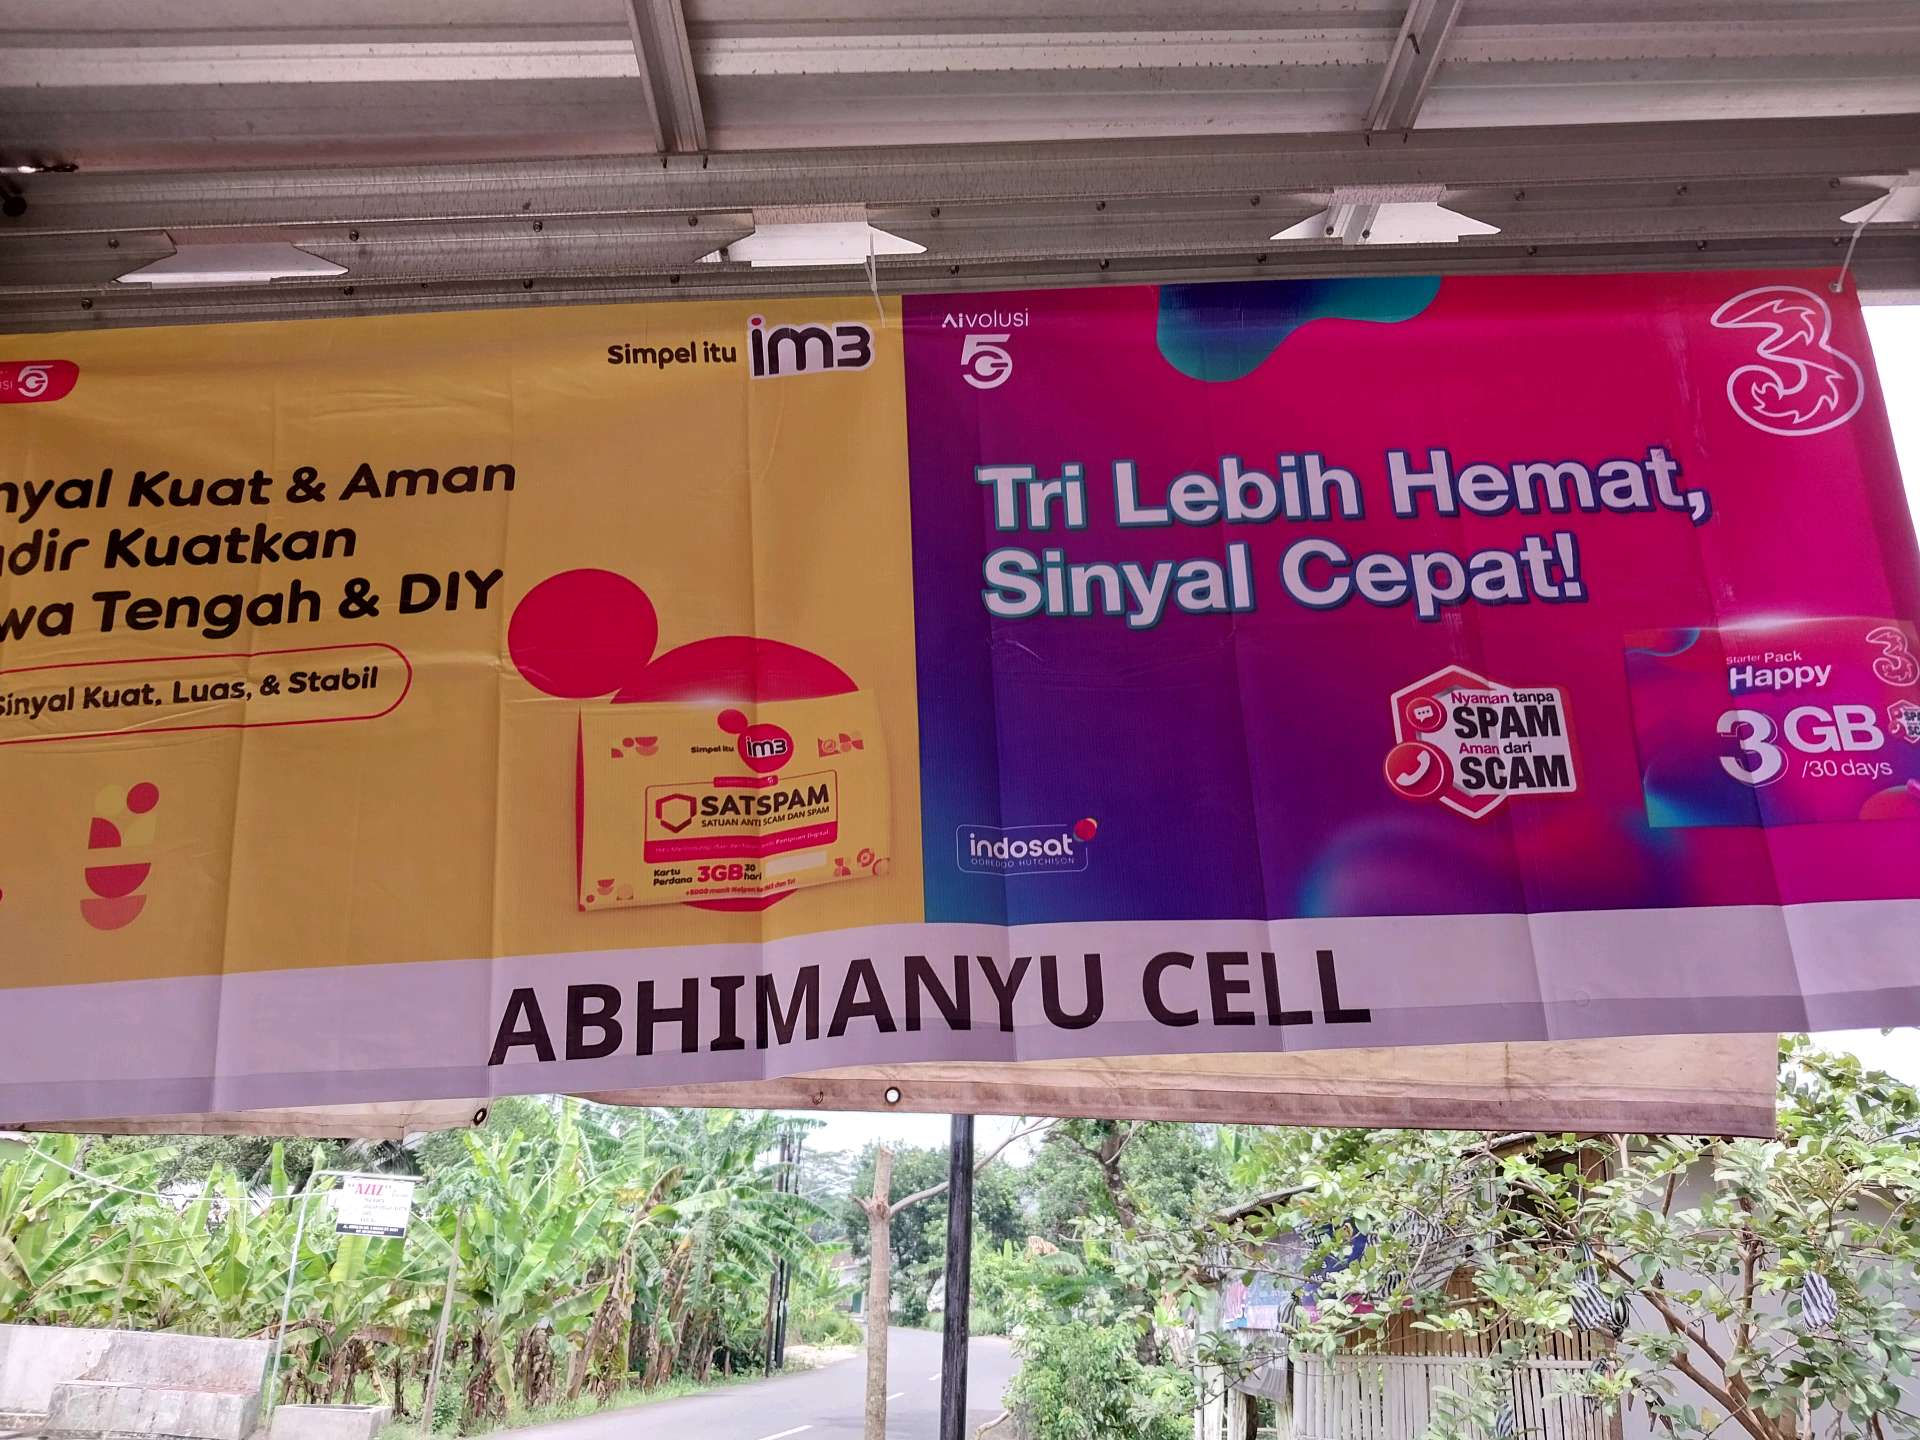 Simpel itu im3
nyal Kuat & Aman
dir Kuatkan
wa Tengah & DIY
Sinyal Kuat, Luas, & Stabil
Simpel itu im3
SATSPAM
SATUAN ANTI SCAM DAN SPAM
Kartu Perdana 3GB 30 hari
AIVOLUSI
5G
3
Tri Lebih Hemat,
Sinyal Cepat!
Nyaman tanpa
SPAM
Aman dari
SCAM
Starter Pack
Happy
3GB
/30 days
indosat
OOREDOO HUTCHISON
ABHIMANYU CELL
"AZIZ"